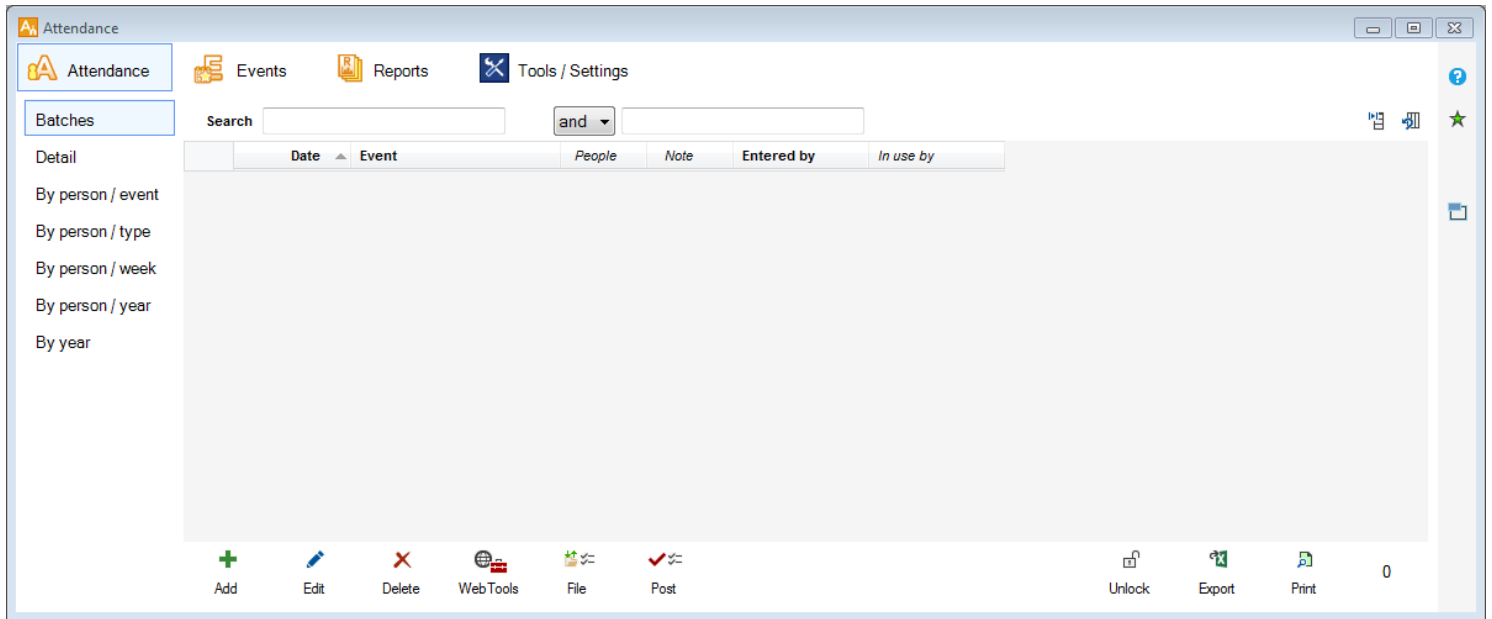 Attendance
Attendance Events Reports Tools / Settings
Batches
Search and
Detail
Date Event People Note Entered by In use by
By person / event
By person / type
By person / week
By person / year
By year
Add Edit Delete WebTools File Post Unlock Export Print 0